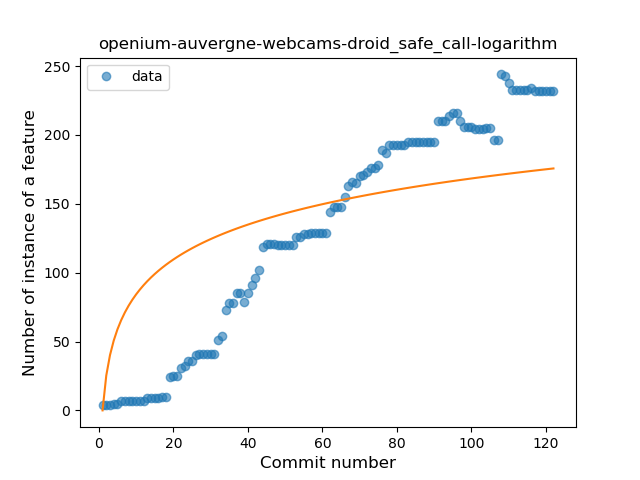 openium-auvergne-webcams-droid_safe_call-logarithm
data
Number of instance of a feature
250
200
150
100
50
0
0 20 40 60 80 100 120
Commit number